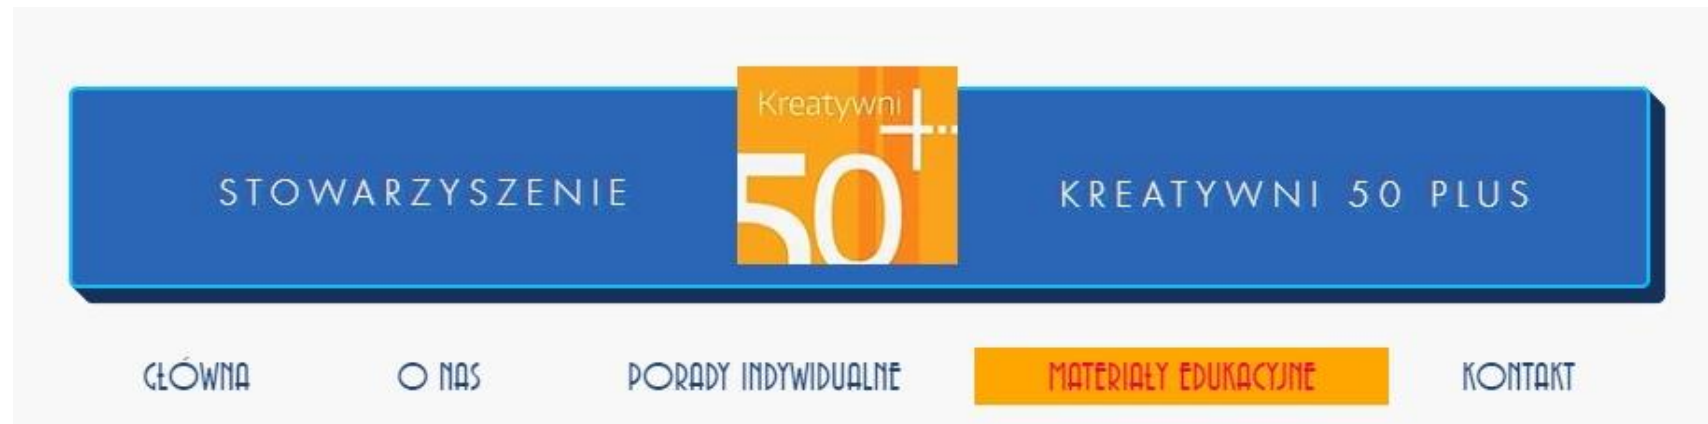 STOWARZYSZENIE
Kreatywni
50+
KREATYWNI 50 PLUS
GŁÓWNA O NAS PORADY INDYWIDUALNE MATERIAŁY EDUKACYJNE KONTAKT